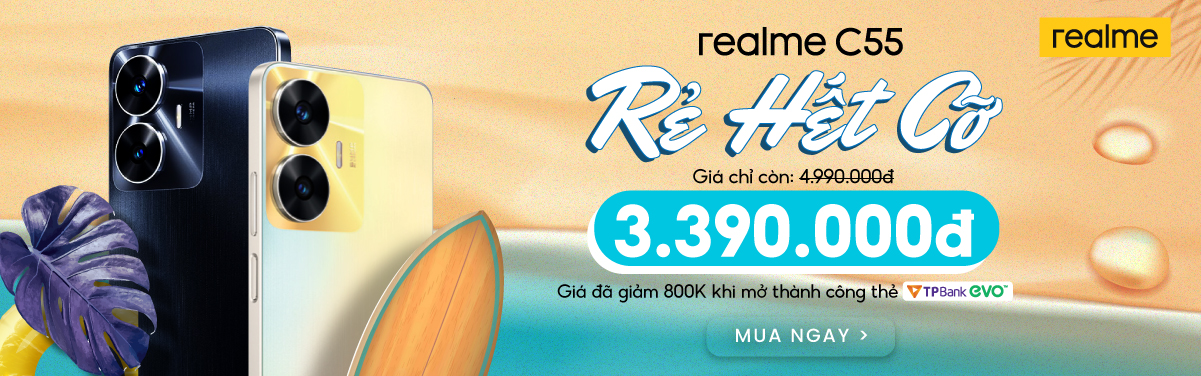 realme C55
realme
Rẻ Hết Cỡ
Giá chỉ còn: 4.990.000đ
3.390.000đ
Giá đã giảm 800K khi mở thành công thẻ TPBank evo™
MUA NGAY >